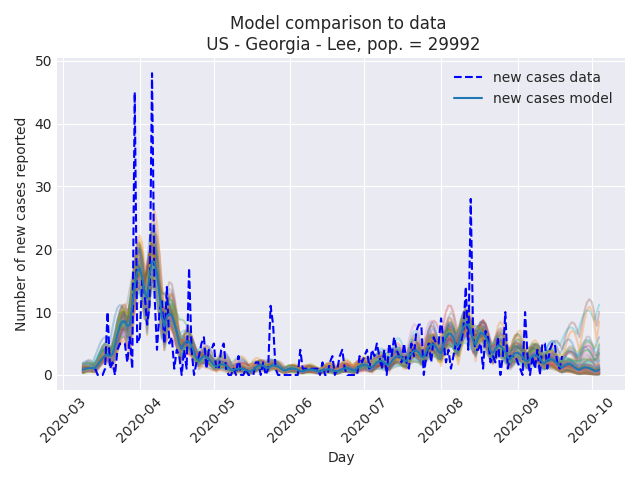 Model comparison to data
US - Georgia - Lee, pop. = 29992
new cases data
new cases model
Number of new cases reported
50
40
30
20
10
0
2020-03
2020-04
2020-05
2020-06
2020-07
2020-08
2020-09
2020-10
Day